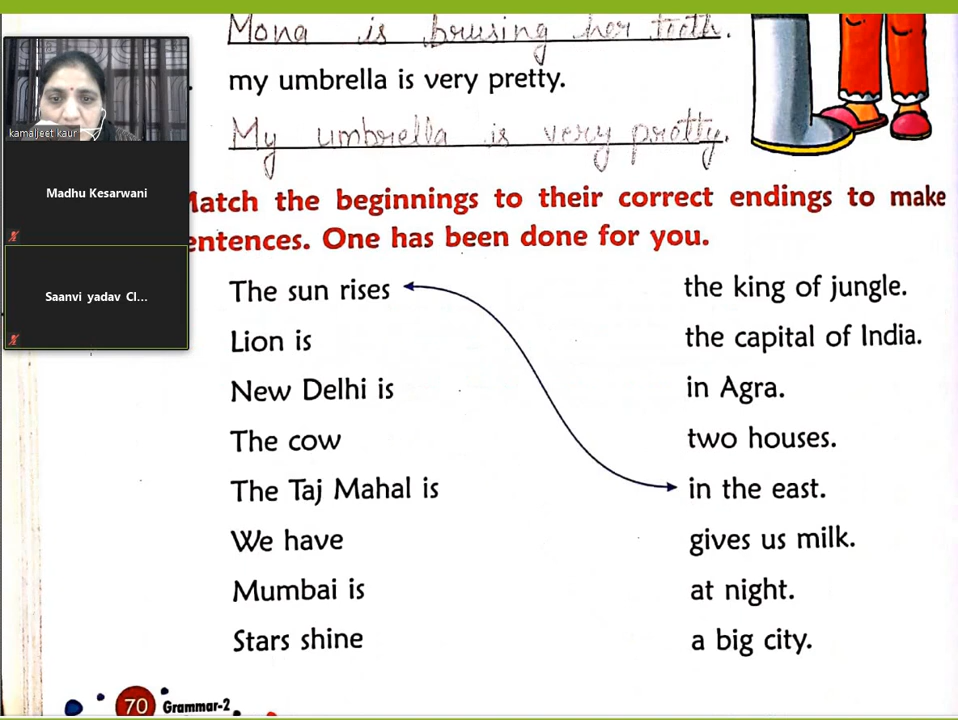 Mona is brusing her teeth.
my umbrella is very pretty.
My umbrella is very pretty.
Match the beginnings to their correct endings to make
entences. One has been done for you.
The sun rises the king of jungle.
Lion is the capital of India.
New Delhi is in Agra.
The cow two houses.
The Taj Mahal is in the east.
We have gives us milk.
Mumbai is at night.
Stars shine a big city.
70 Grammar-2
kamaljeet kaur
Madhu Kesarwani
Saanvi yadav Cl...